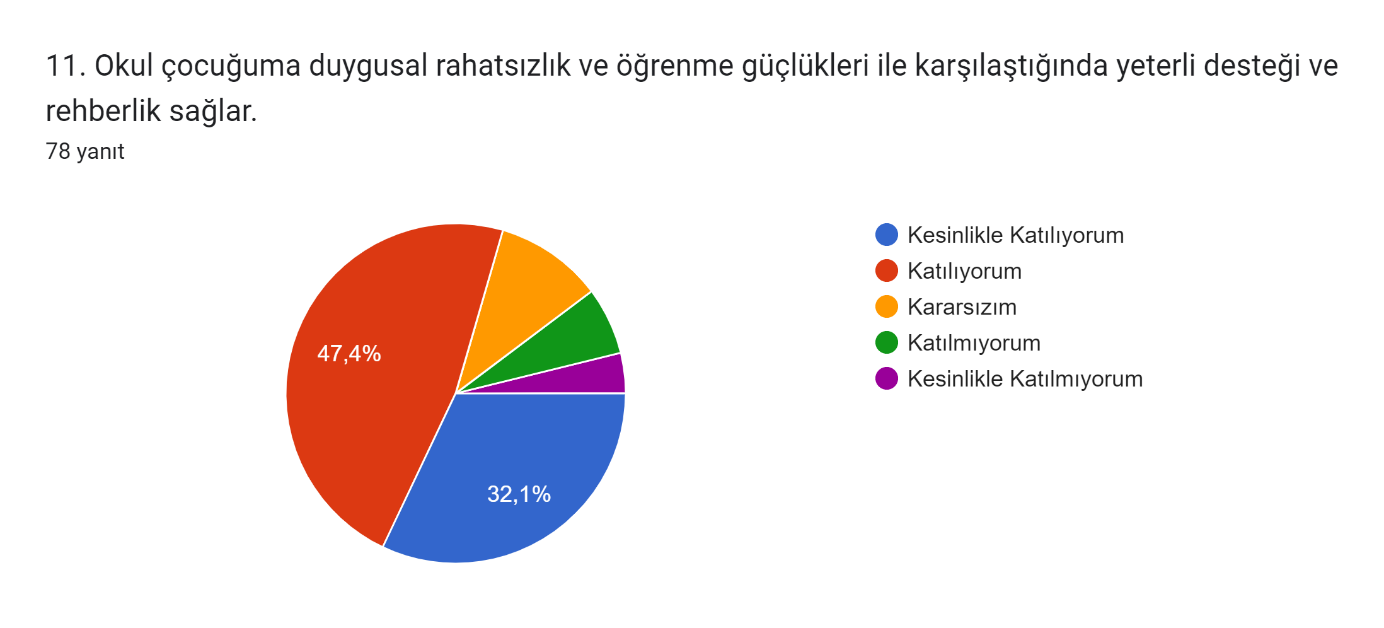 11. Okul çocuğuma duygusal rahatsızlık ve öğrenme güçlükleri ile karşılaştığında yeterli desteği ve
rehberlik sağlar.
78 yanıt
Kesinlikle Katılıyorum
Katılıyorum
Kararsızım
Katılmıyorum
Kesinlikle Katılmıyorum
47,4%
32,1%